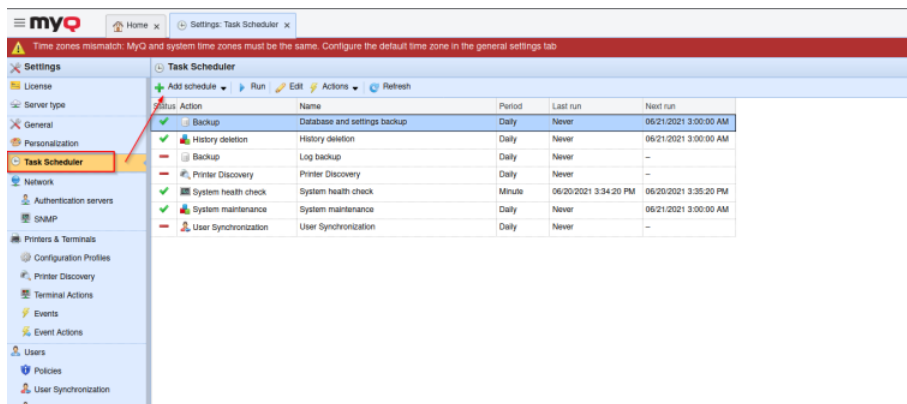 myQ
Home x
Settings: Task Scheduler x
Time zones mismatch: MyQ and system time zones must be the same. Configure the default time zone in the general settings tab
Settings
License
Server type
General
Personalization
Task Scheduler
Network
Authentication servers
SNMP
Printers & Terminals
Configuration Profiles
Printer Discovery
Terminal Actions
Events
Event Actions
Users
Policies
User Synchronization
Task Scheduler
Add schedule Run Edit Actions Refresh
Status Action Name Period Last run Next run
Backup Database and settings backup Daily Never 06/21/2021 3:00:00 AM
History deletion History deletion Daily Never 06/21/2021 3:00:00 AM
Backup Log backup Daily Never –
Printer Discovery Printer Discovery Daily Never –
System health check System health check Minute 06/20/2021 3:34:20 PM 06/20/2021 3:35:20 PM
System maintenance System maintenance Daily Never 06/21/2021 3:00:00 AM
User Synchronization User Synchronization Daily Never –